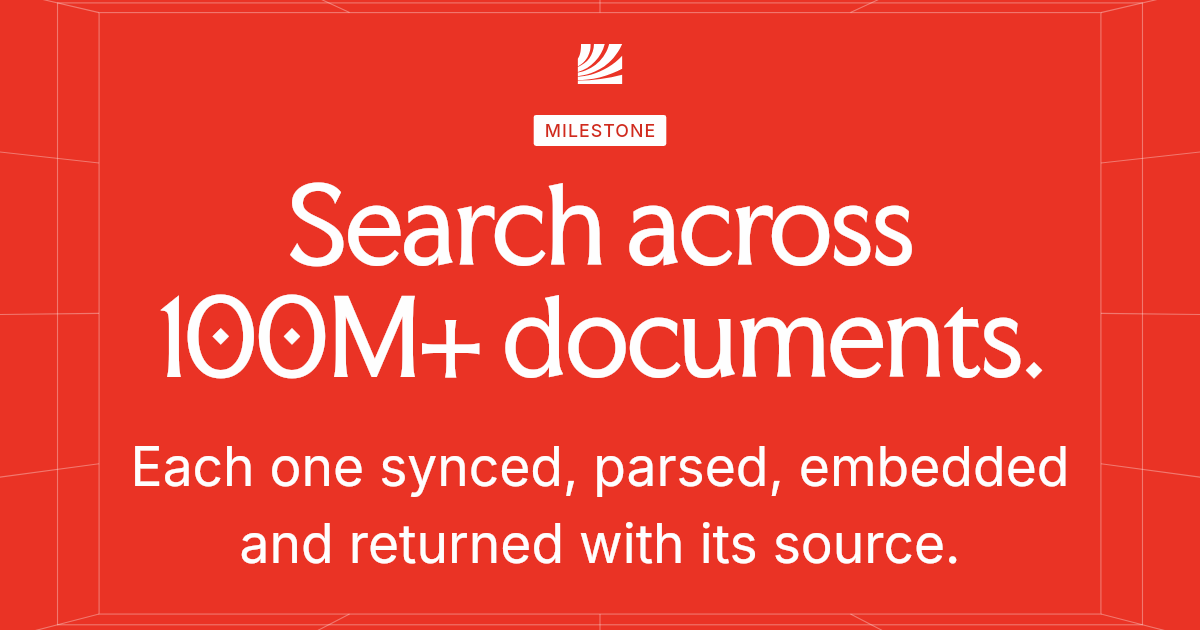 MILESTONE
Search across
100M+ documents.
Each one synced, parsed, embedded
and returned with its source.